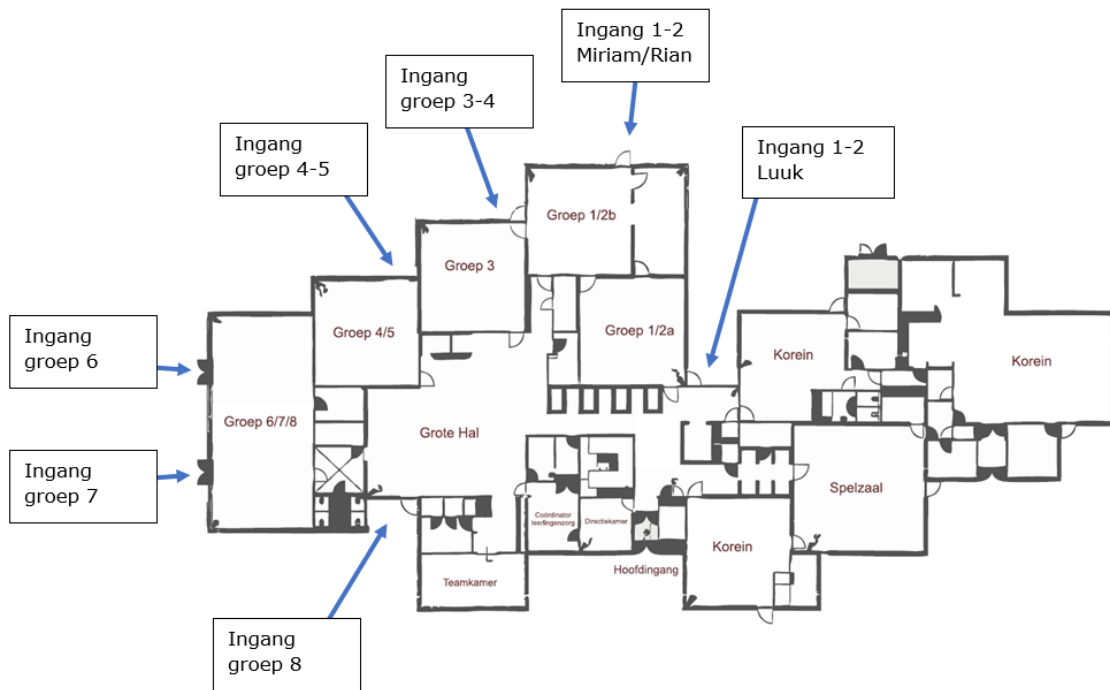 Ingang 1-2
Miriam/Rian
Ingang
groep 3-4
Ingang
groep 4-5
Ingang 1-2
Luuk
Groep 1/2b
Groep 3
Groep 4/5
Groep 1/2a
Ingang
groep 6
Korein
Korein
Groep 6/7/8
Grote Hal
Ingang
groep 7
Spelzaal
Coördinator
leerlingenzorg
Directiekamer
Korein
Hoofdingang
Teamkamer
Ingang
groep 8